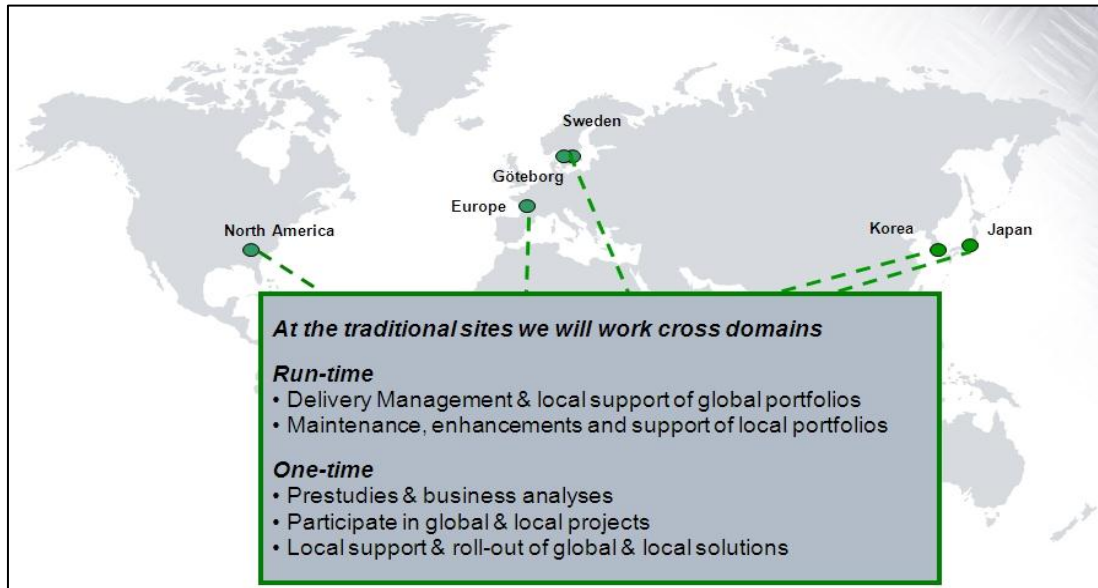 Sweden
Göteborg
Europe
North America
Korea
Japan
At the traditional sites we will work cross domains
Run-time
• Delivery Management & local support of global portfolios
• Maintenance, enhancements and support of local portfolios
One-time
• Prestudies & business analyses
• Participate in global & local projects
• Local support & roll-out of global & local solutions